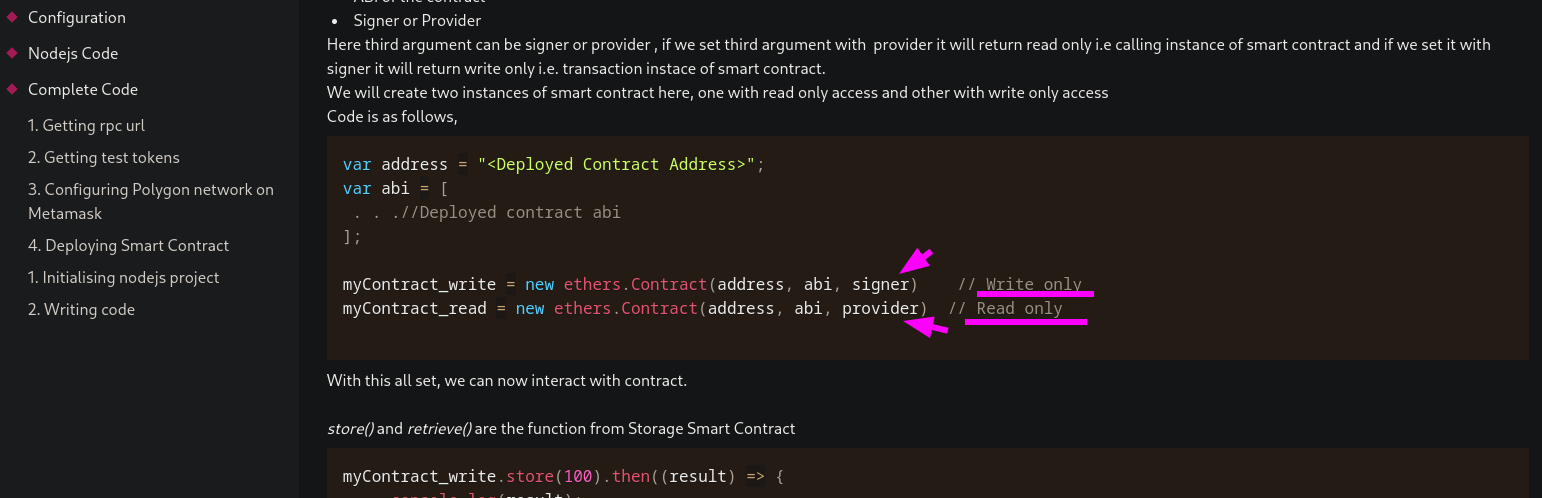 Configuration
Nodejs Code
Complete Code
1. Getting rpc url
2. Getting test tokens
3. Configuring Polygon network on
Metamask
4. Deploying Smart Contract
1. Initialising nodejs project
2. Writing code
• Signer or Provider
Here third argument can be signer or provider , if we set third argument with  provider it will return read only i.e calling instance of smart contract and if we set it with
signer it will return write only i.e. transaction instace of smart contract.
We will create two instances of smart contract here, one with read only access and other with write only access
Code is as follows,
var address = "<Deployed Contract Address>";
var abi = [
 . . .//Deployed contract abi
];
myContract_write = new ethers.Contract(address, abi, signer)    // Write only
myContract_read = new ethers.Contract(address, abi, provider)  // Read only
With this all set, we can now interact with contract.
store() and retrieve() are the function from Storage Smart Contract
myContract_write.store(100).then((result) => {